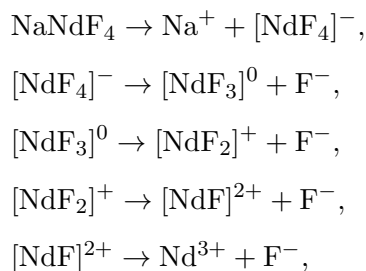 NaNdF₄ → Na⁺ + [NdF₄]⁻,
[NdF₄]⁻ → [NdF₃]⁰ + F⁻,
[NdF₃]⁰ → [NdF₂]⁺ + F⁻,
[NdF₂]⁺ → [NdF]²⁺ + F⁻,
[NdF]²⁺ → Nd³⁺ + F⁻,